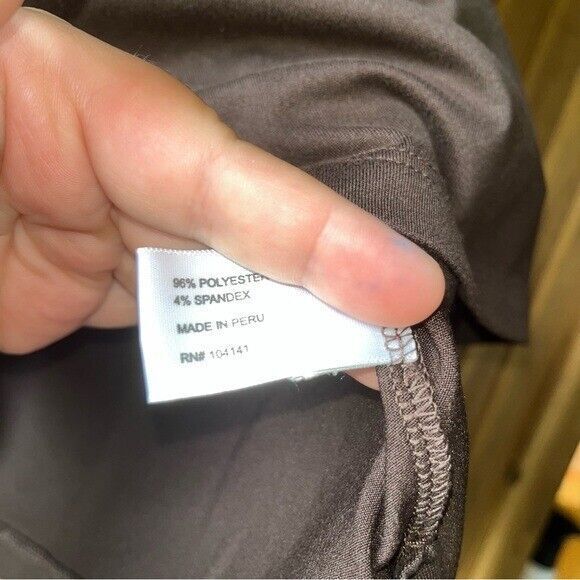 96% POLYESTER
4% SPANDEX
MADE IN PERU
RN# 104141